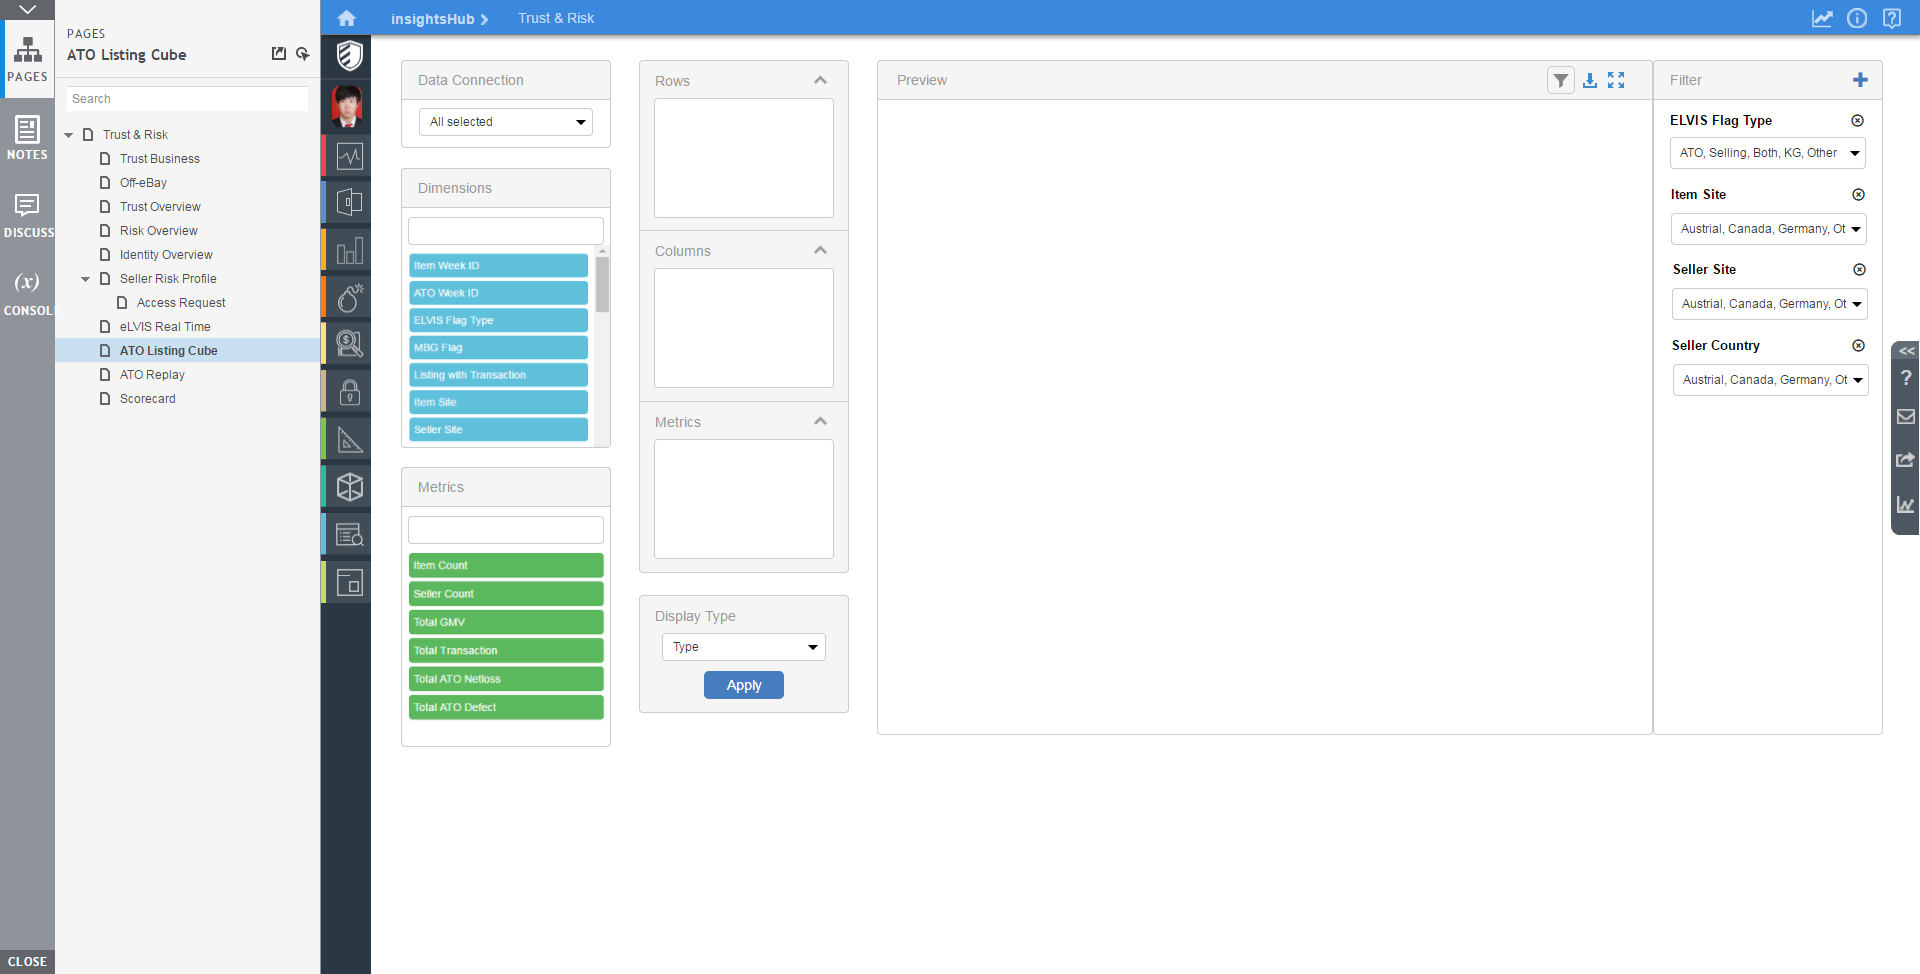 PAGES
NOTES
DISCUSS
(x)
CONSOLE
CLOSE
PAGES
ATO Listing Cube
Search
Trust & Risk
Trust Business
Off-eBay
Trust Overview
Risk Overview
Identity Overview
Seller Risk Profile
Access Request
eLVIS Real Time
ATO Listing Cube
ATO Replay
Scorecard
insightsHub
Trust & Risk
Data Connection
All selected
Dimensions
Item Week ID
ATO Week ID
ELVIS Flag Type
MBG Flag
Listing with Transaction
Item Site
Seller Site
Metrics
Item Count
Seller Count
Total GMV
Total Transaction
Total ATO Netloss
Total ATO Defect
Rows
Columns
Metrics
Display Type
Type
Apply
Preview
Filter
ELVIS Flag Type
ATO, Selling, Both, KG, Other
Item Site
Austrial, Canada, Germany, Ot
Seller Site
Austrial, Canada, Germany, Ot
Seller Country
Austrial, Canada, Germany, Ot
<<
?